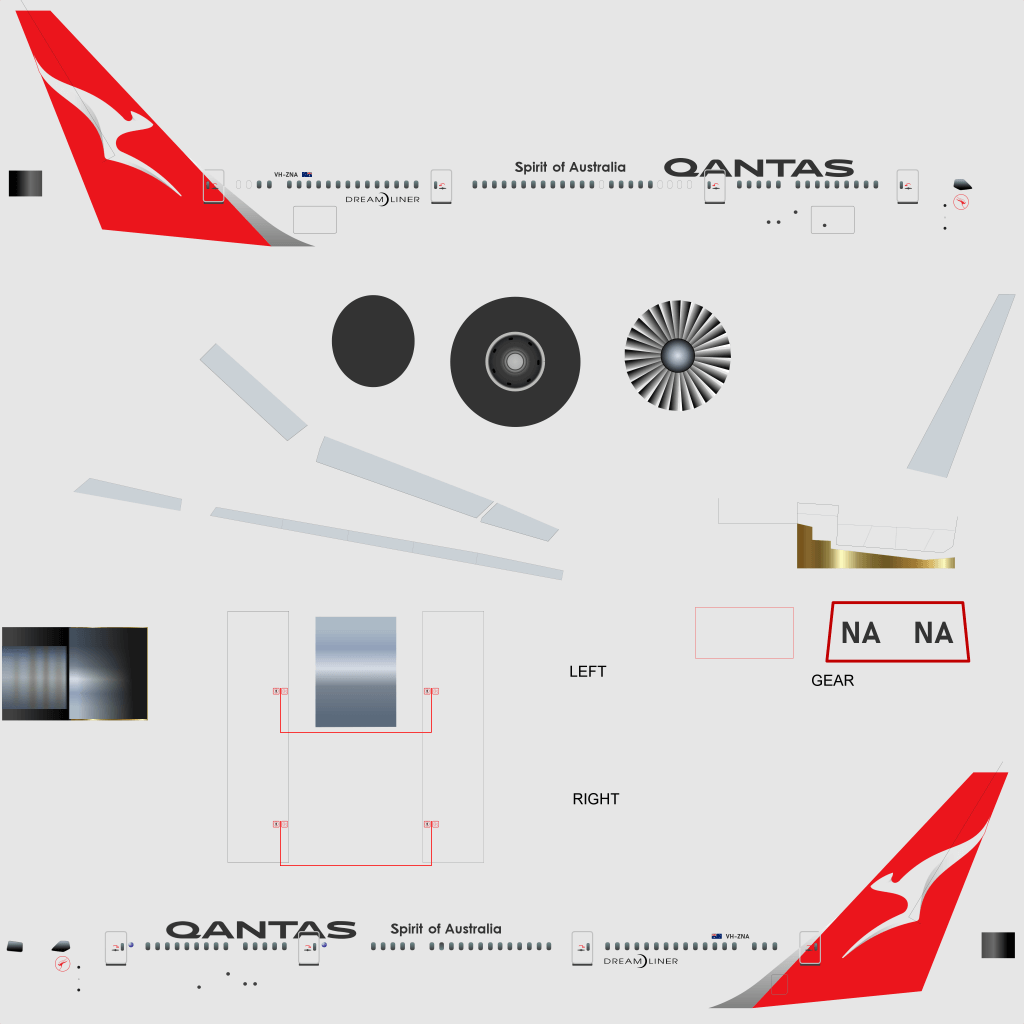 Spirit of Australia
QANTAS
VH-ZNA
DREAMLINER
NA NA
LEFT
GEAR
RIGHT
QANTAS
Spirit of Australia
VH-ZNA
DREAMLINER